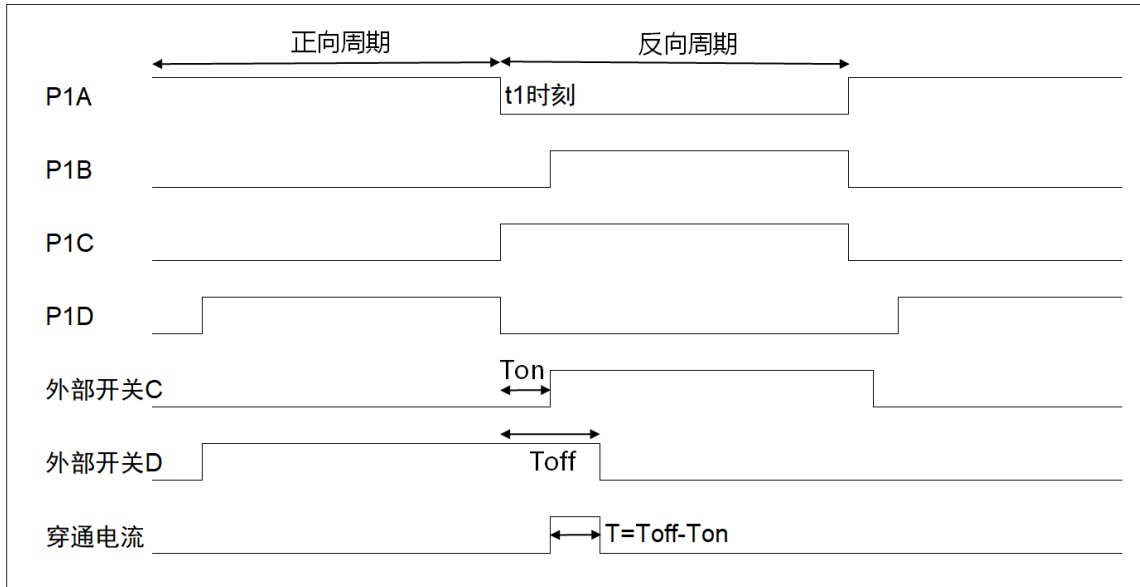 正向周期
反向周期
P1A
t1时刻
P1B
P1C
P1D
Ton
外部开关C
外部开关D
Toff
穿通电流
T=Toff-Ton